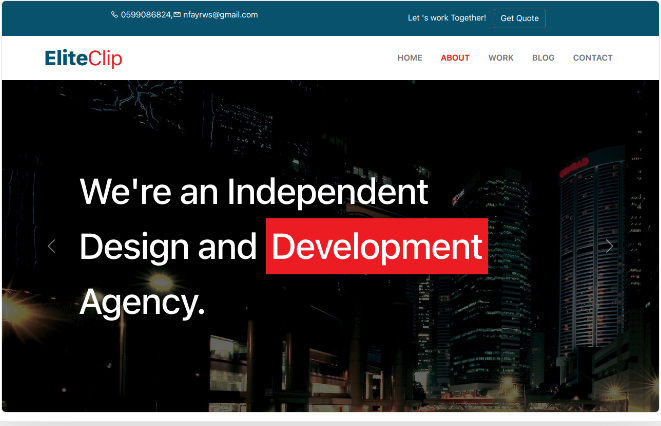 0599086824, nfayrws@gmail.com
Let 's work Together! Get Quote
EliteClip
HOME ABOUT WORK BLOG CONTACT
We're an Independent
Design and Development
Agency.